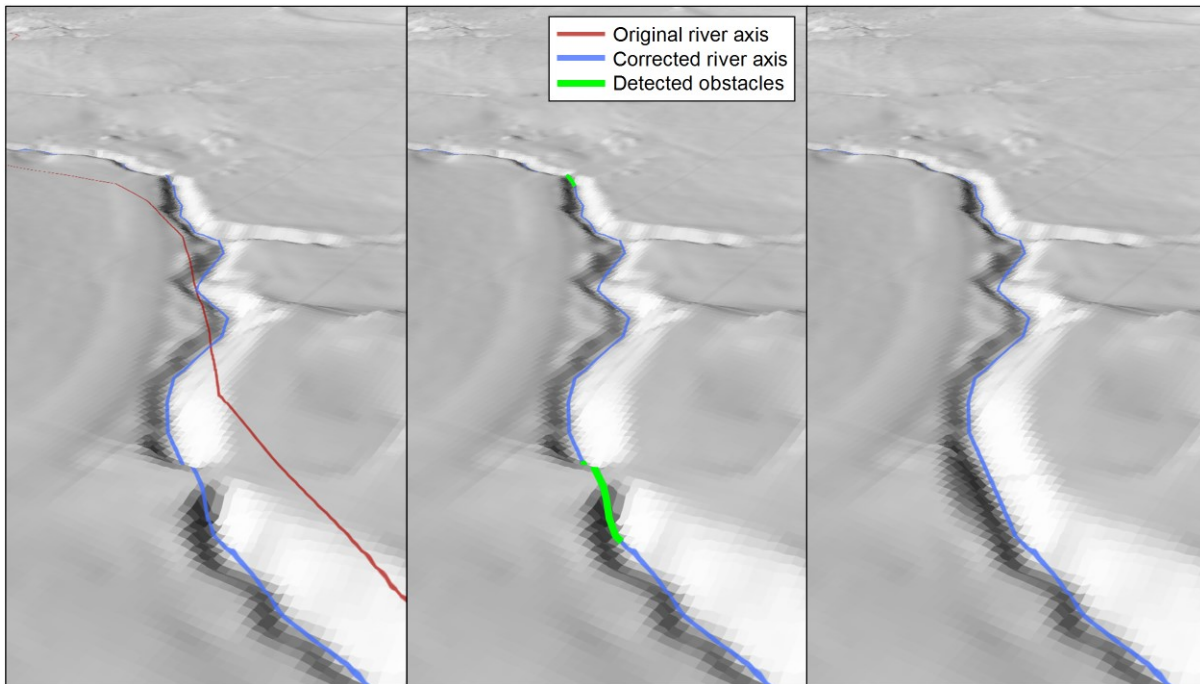 Original river axis
Corrected river axis
Detected obstacles